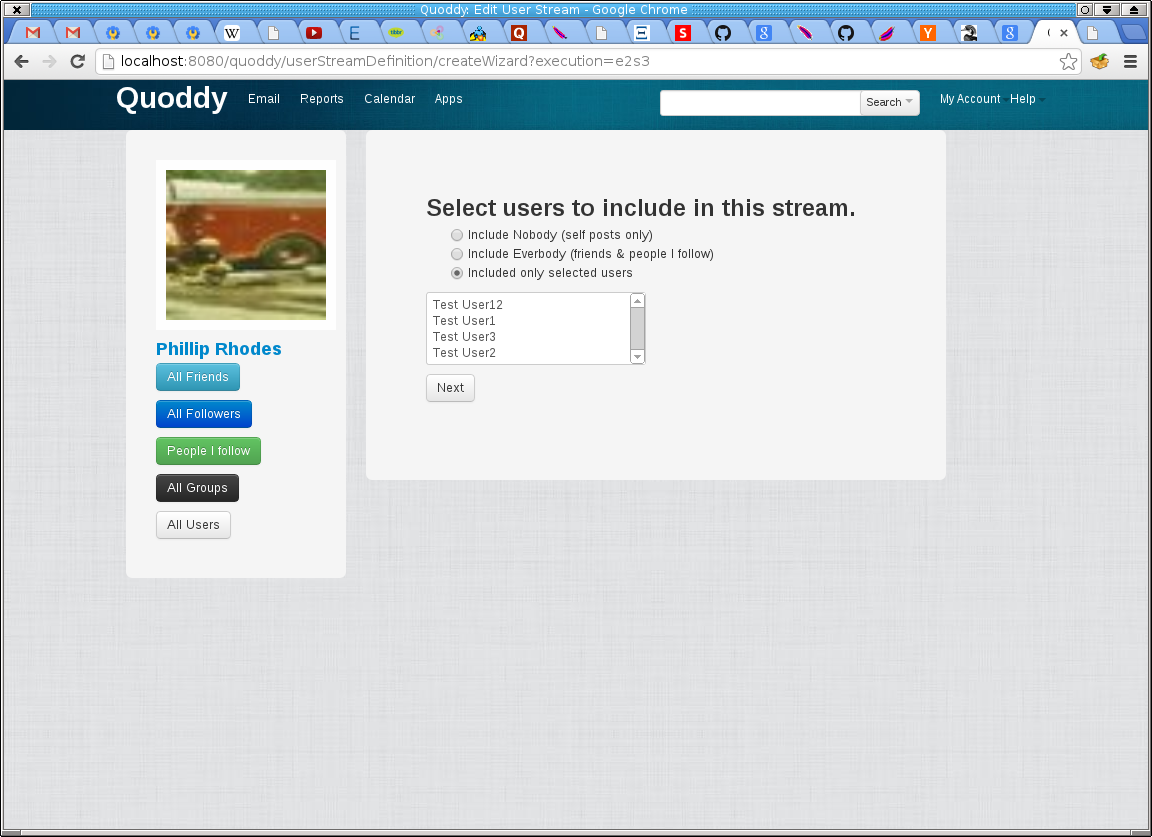 Quoddy: Edit User Stream - Google Chrome
localhost:8080/quoddy/userStreamDefinition/createWizard?execution=e2s3
Quoddy Email Reports Calendar Apps Search My Account Help
Select users to include in this stream.
Include Nobody (self posts only)
Include Everbody (friends & people I follow)
Included only selected users
Test User12
Test User1
Test User3
Test User2
Next
Phillip Rhodes
All Friends
All Followers
People I follow
All Groups
All Users